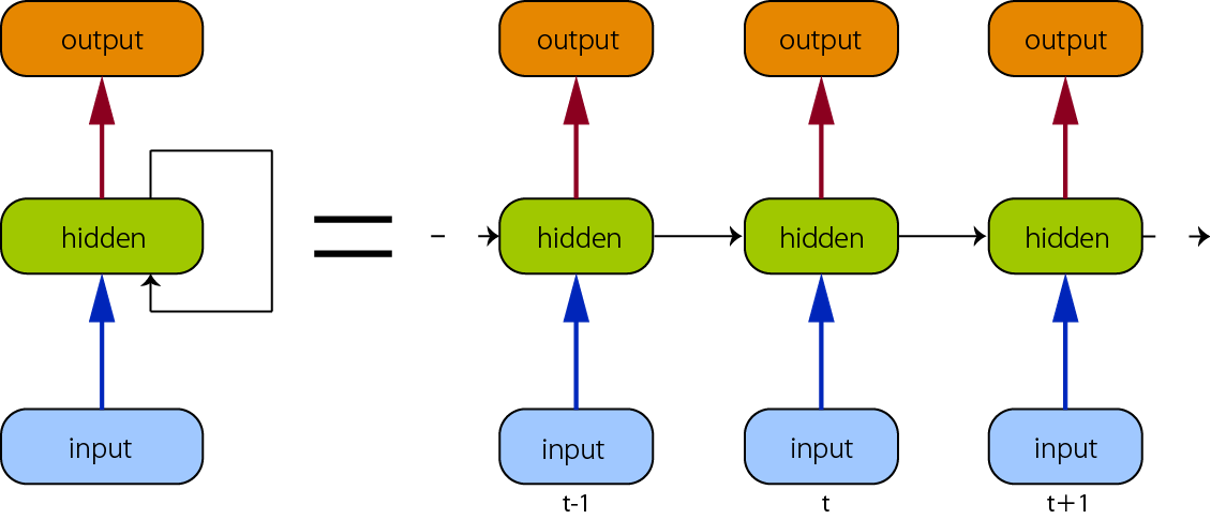 output output output output
hidden hidden hidden hidden
input input input input
t-1 t t+1